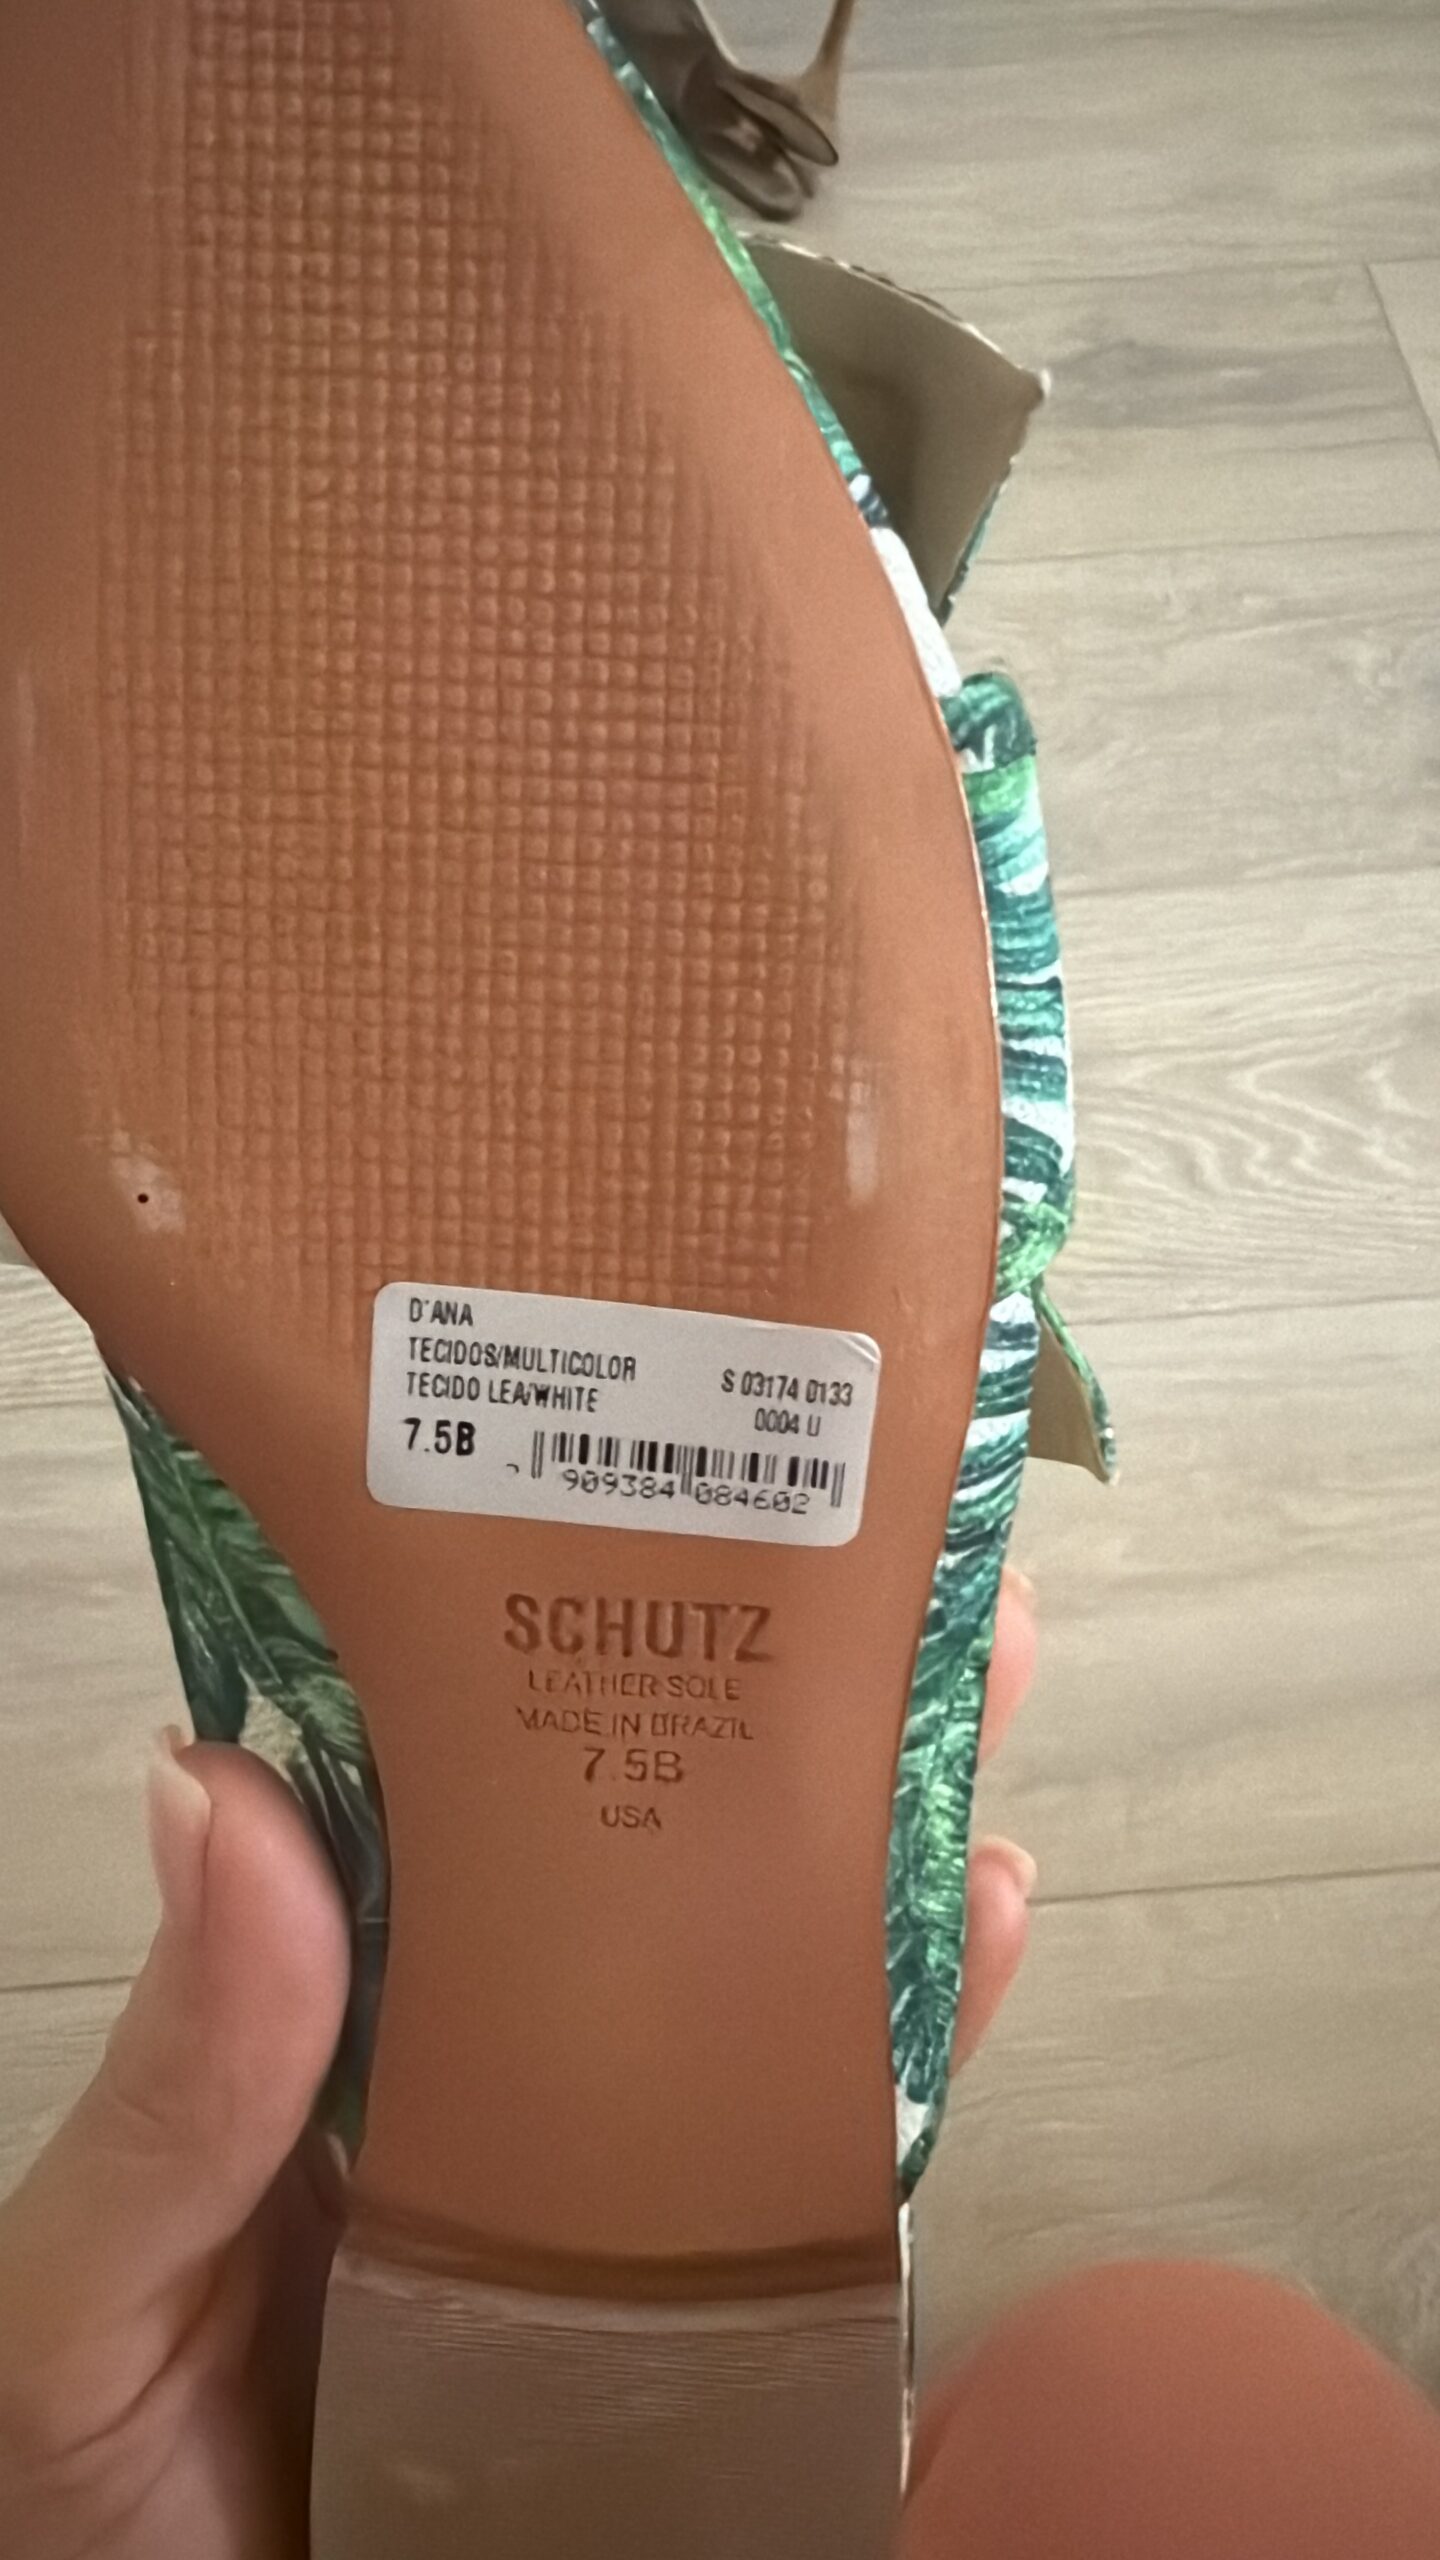 D'ANA
TECIDOS/MULTICOLOR
TECIDO LEA/WHITE
S 03174 0133
0004 U
7.5B
909384 084602
SCHUTZ
LEATHER SOLE
MADE IN BRAZIL
7.5B
USA